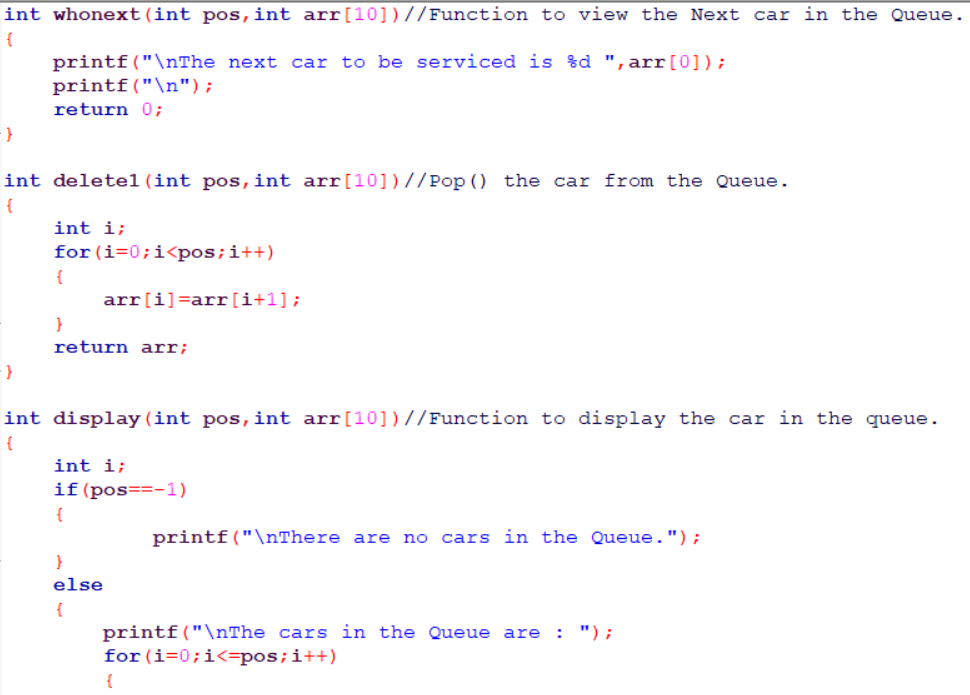 int whonext(int pos,int arr[10])//Function to view the Next car in the Queue.
{
    printf("\nThe next car to be serviced is %d ",arr[0]);
    printf("\n");
    return 0;
}

int delete1(int pos,int arr[10])//Pop() the car from the Queue.
{
    int i;
    for(i=0;i<pos;i++)
    {
        arr[i]=arr[i+1];
    }
    return arr;
}

int display(int pos,int arr[10])//Function to display the car in the queue.
{
    int i;
    if(pos==-1)
    {
            printf("\nThere are no cars in the Queue.");
    }
    else
    {
        printf("\nThe cars in the Queue are : ");
        for(i=0;i<=pos;i++)
        {